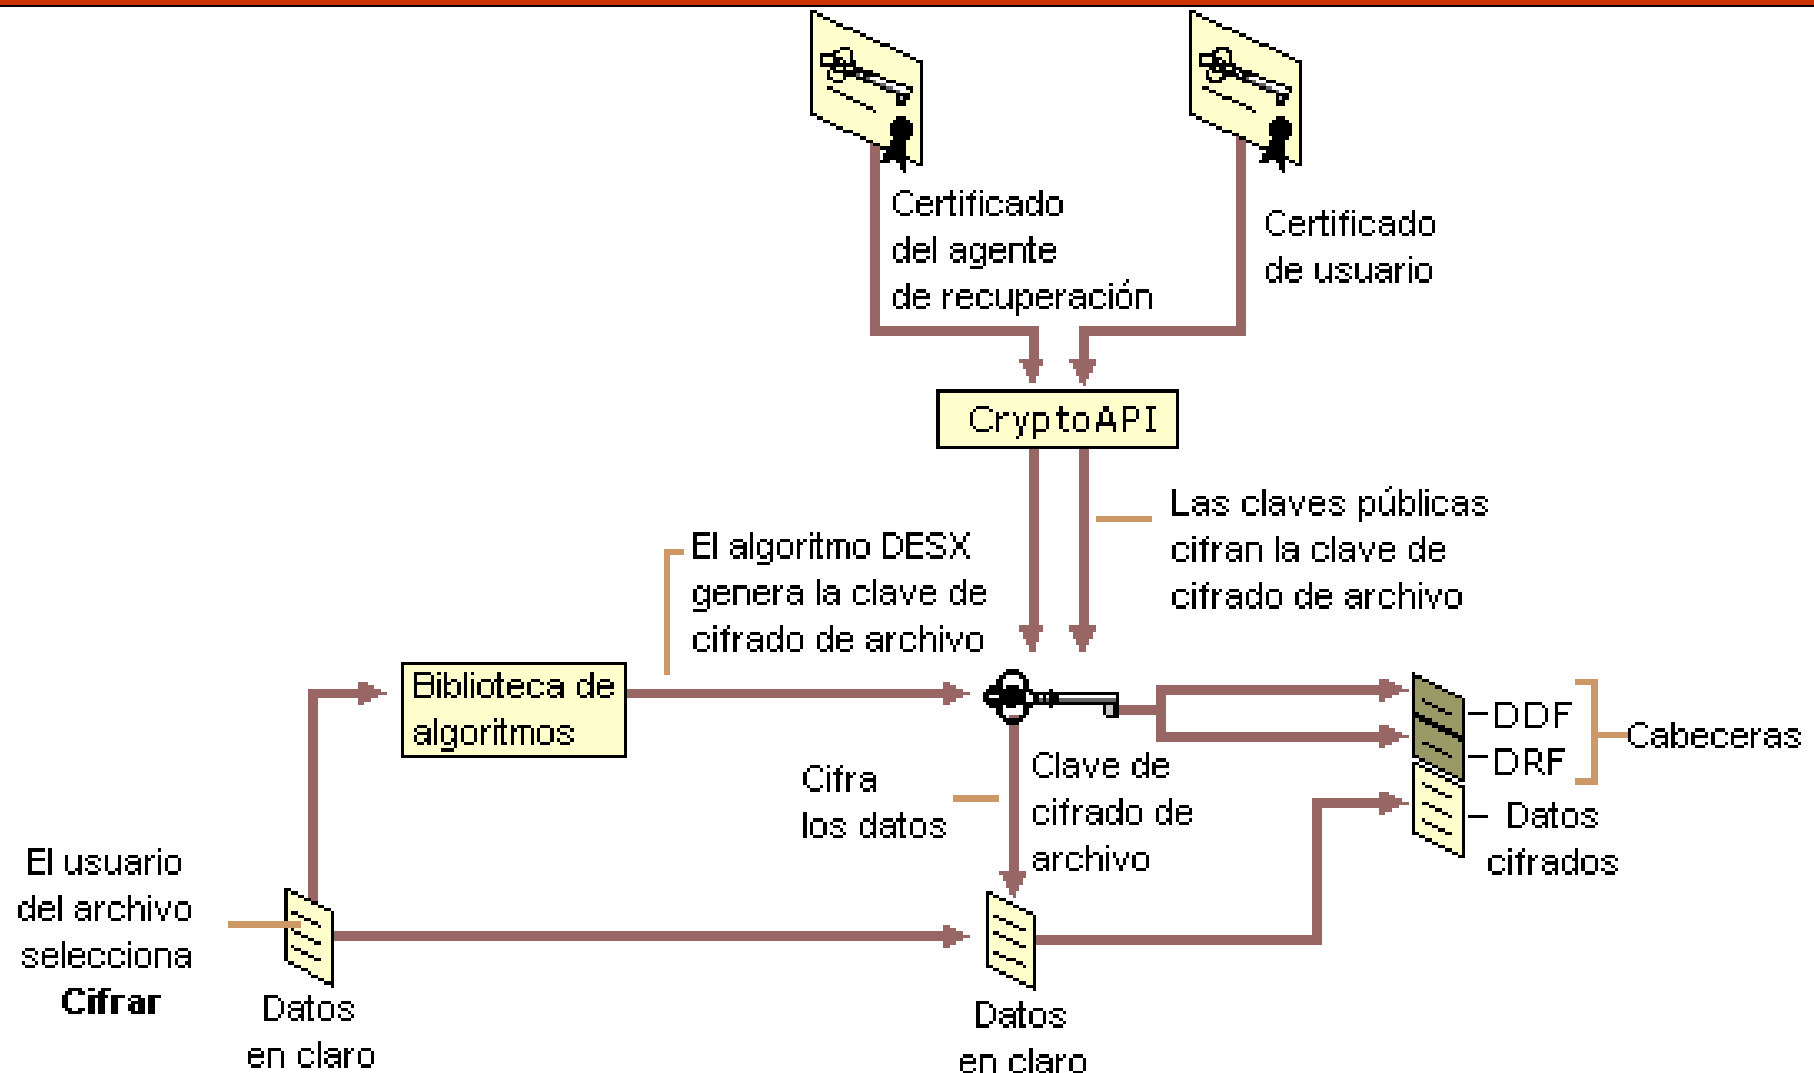 Certificado
del agente
de recuperación
Certificado
de usuario
CryptoAPI
Las claves públicas
cifran la clave de
cifrado de archivo
El algoritmo DESX
genera la clave de
cifrado de archivo
Biblioteca de
algoritmos
DDF
DRF
Cabeceras
Cifra
los datos
Clave de
cifrado de
archivo
Datos
cifrados
El usuario
del archivo
selecciona
Cifrar
Datos
en claro
Datos
en claro